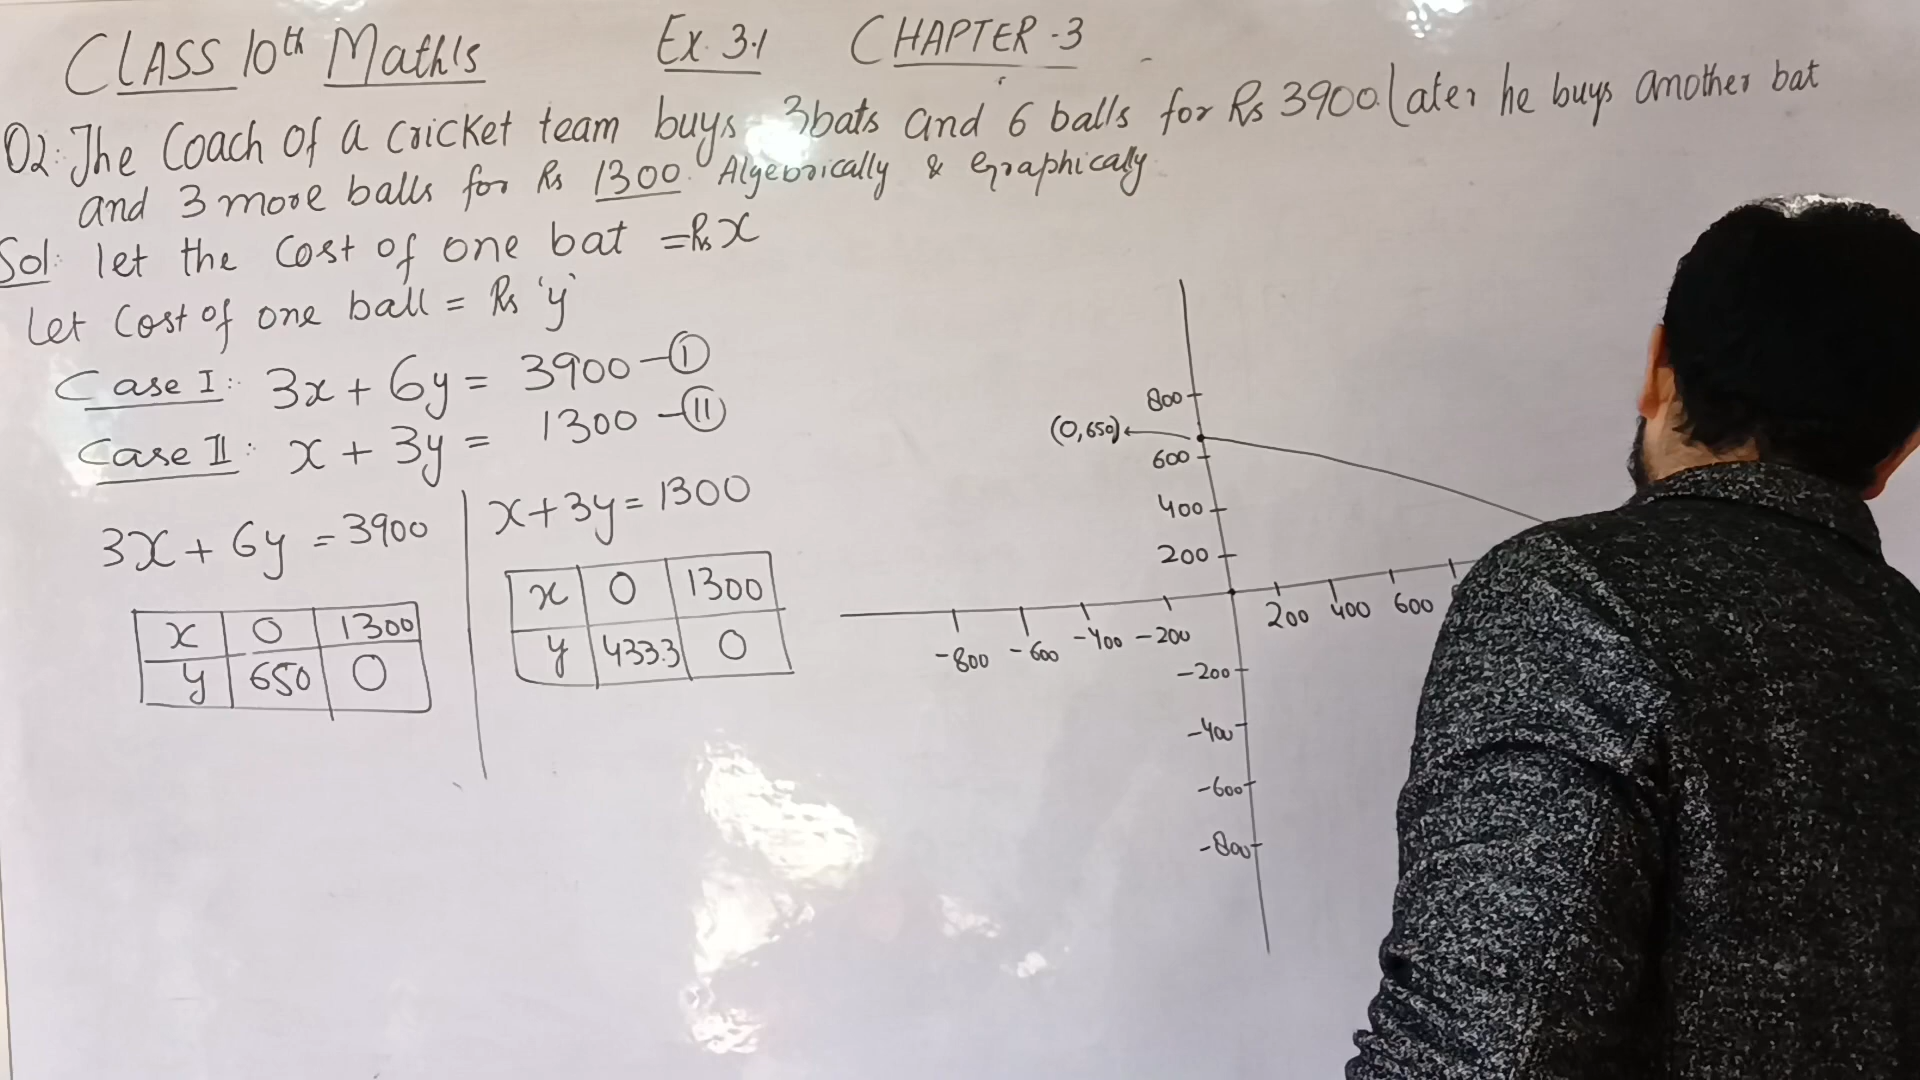 CLASS 10th Math's Ex. 3.1 CHAPTER -3
Q2: The Coach of a cricket team buys 3bats and 6 balls for Rs 3900. Later he buys another bat
and 3 more balls for Rs 1300. Algebrically & Graphically
Sol: let the Cost of one bat = Rs x
Let Cost of one ball = Rs 'y'
Case I: 3x + 6y = 3900 - I
Case II: x + 3y = 1300 - II
3x + 6y = 3900
x + 3y = 1300
x 0 1300
y 650 0
x 0 1300
y 433.3 0
800
(0,650)
600
400
200
-800 -600 -400 -200 200 400 600
-200
-400
-600
-800